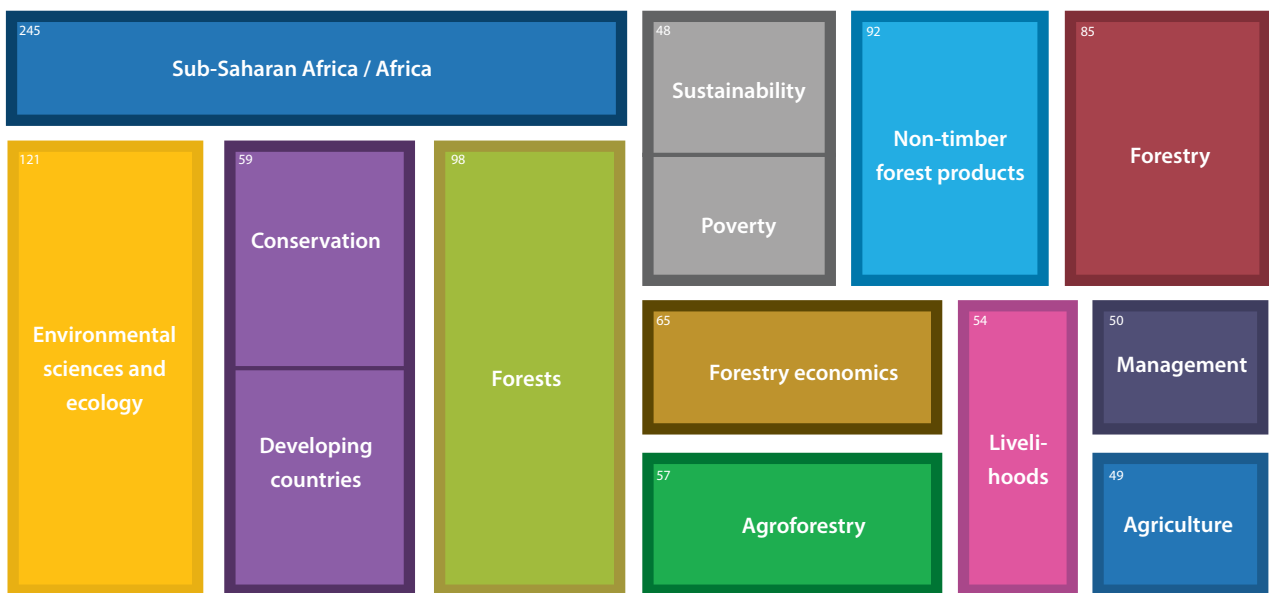 245
Sub-Saharan Africa / Africa
121
Environmental
sciences and
ecology
59
Conservation
Developing
countries
98
Forests
48
Sustainability
Poverty
92
Non-timber
forest products
85
Forestry
65
Forestry economics
57
Agroforestry
54
Liveli-
hoods
50
Management
49
Agriculture